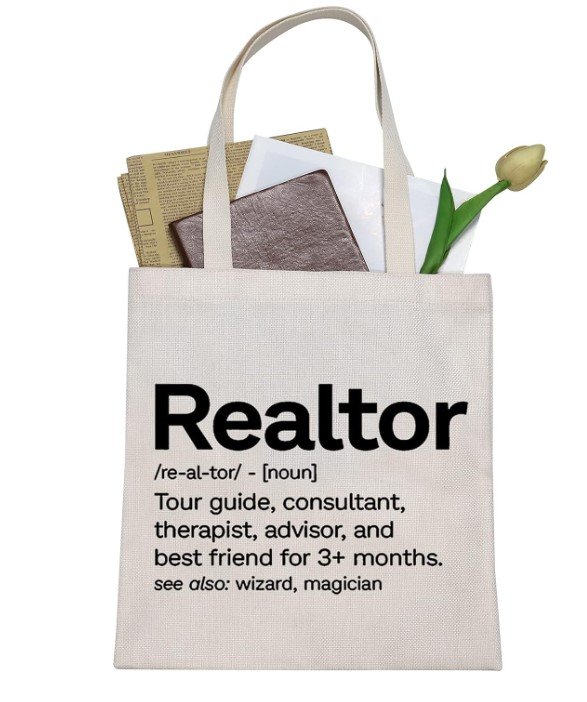 Realtor
/re-al-tor/ - [noun]
Tour guide, consultant,
therapist, advisor, and
best friend for 3+ months.
see also: wizard, magician